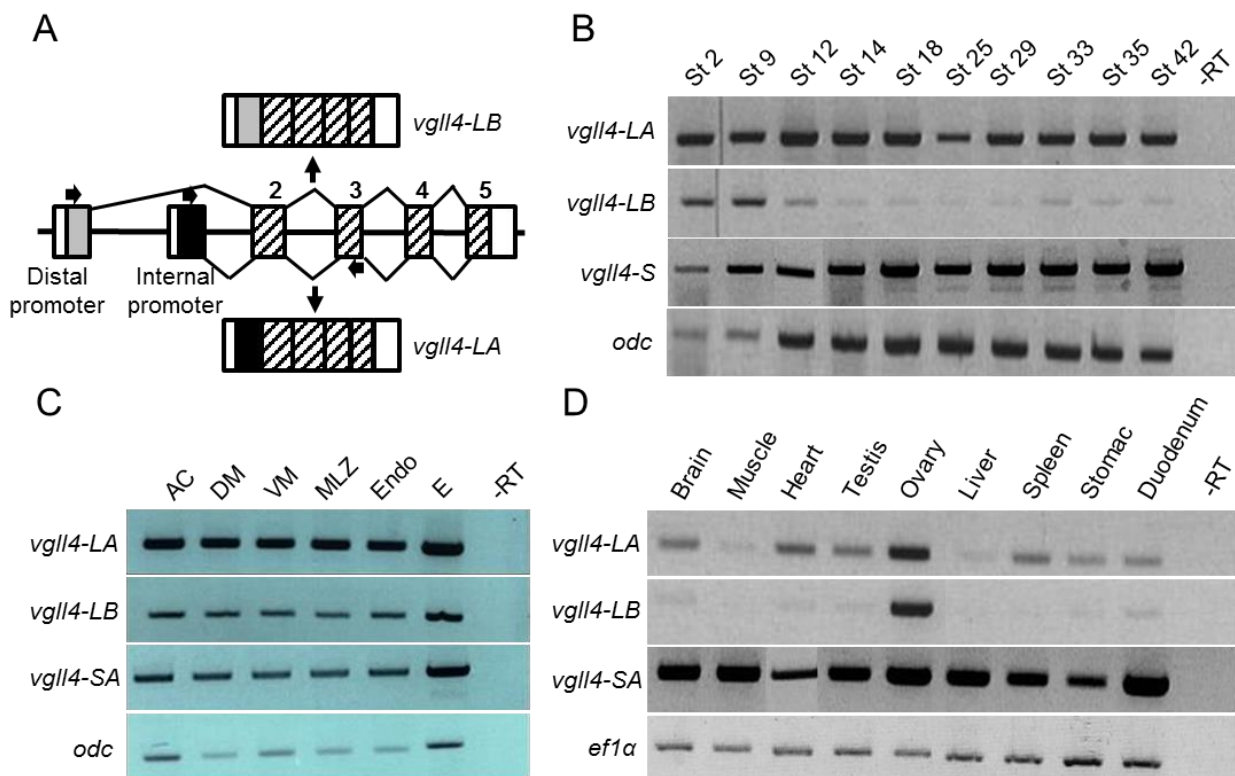 A
vgll4-LB
2 3 4 5
Distal
promoter
Internal
promoter
vgll4-LA
B
St 2 St 9 St 12 St 14 St 18 St 25 St 29 St 33 St 35 St 42 -RT
vgll4-LA
vgll4-LB
vgll4-S
odc
C
AC DM VM MLZ Endo E -RT
vgll4-LA
vgll4-LB
vgll4-SA
odc
D
Brain Muscle Heart Testis Ovary Liver Spleen Stomac Duodenum -RT
vgll4-LA
vgll4-LB
vgll4-SA
ef1α